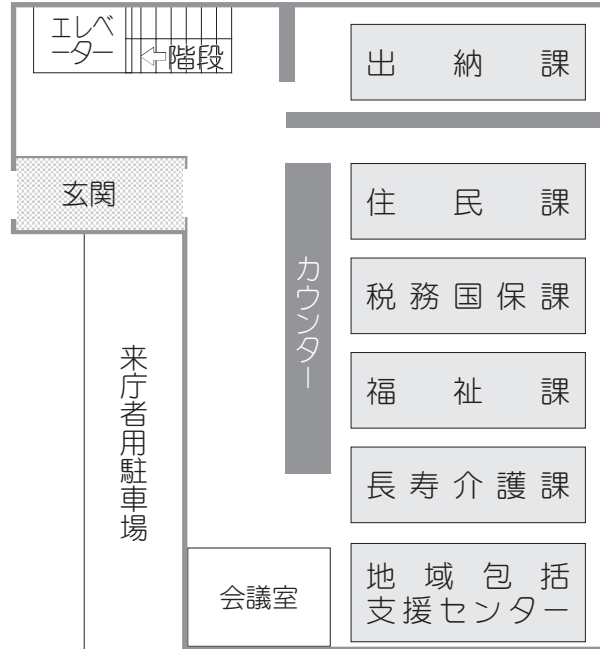 エレベ
ーター
階段
出納課
玄関
住民課
税務国保課
カウンター
福祉課
来庁者用駐車場
長寿介護課
会議室
地域包括
支援センター